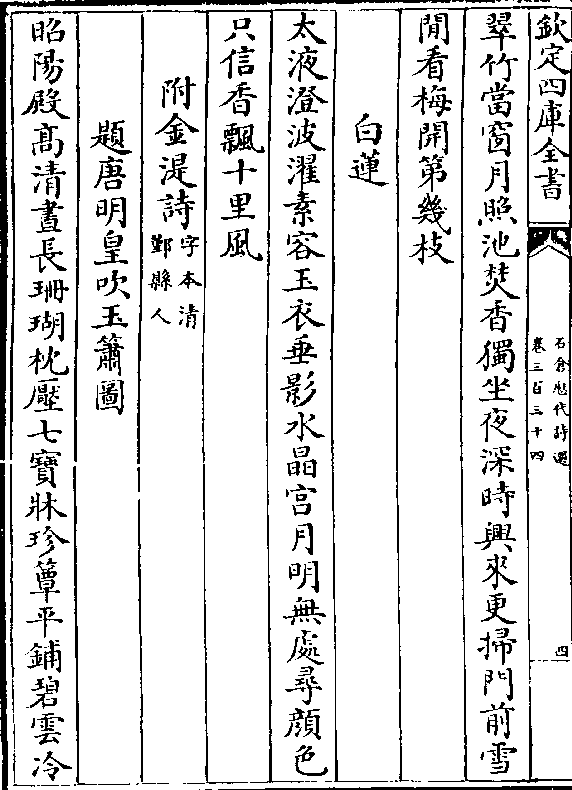 欽定四庫全書
石倉歷代詩選
卷三百三十四
四
翠竹當窗月照池焚香獨坐夜深時興來更掃門前雪
閒看梅開第幾枝
白蓮
太液澄波濯素容玉衣垂影水晶宫月明無處尋顔色
只信香飄十里風
附金湜詩字本清
鄞縣人
題唐明皇吹玉簫圖
昭陽殿髙清晝長珊瑚枕壓七寶牀珍簟平鋪碧雲冷